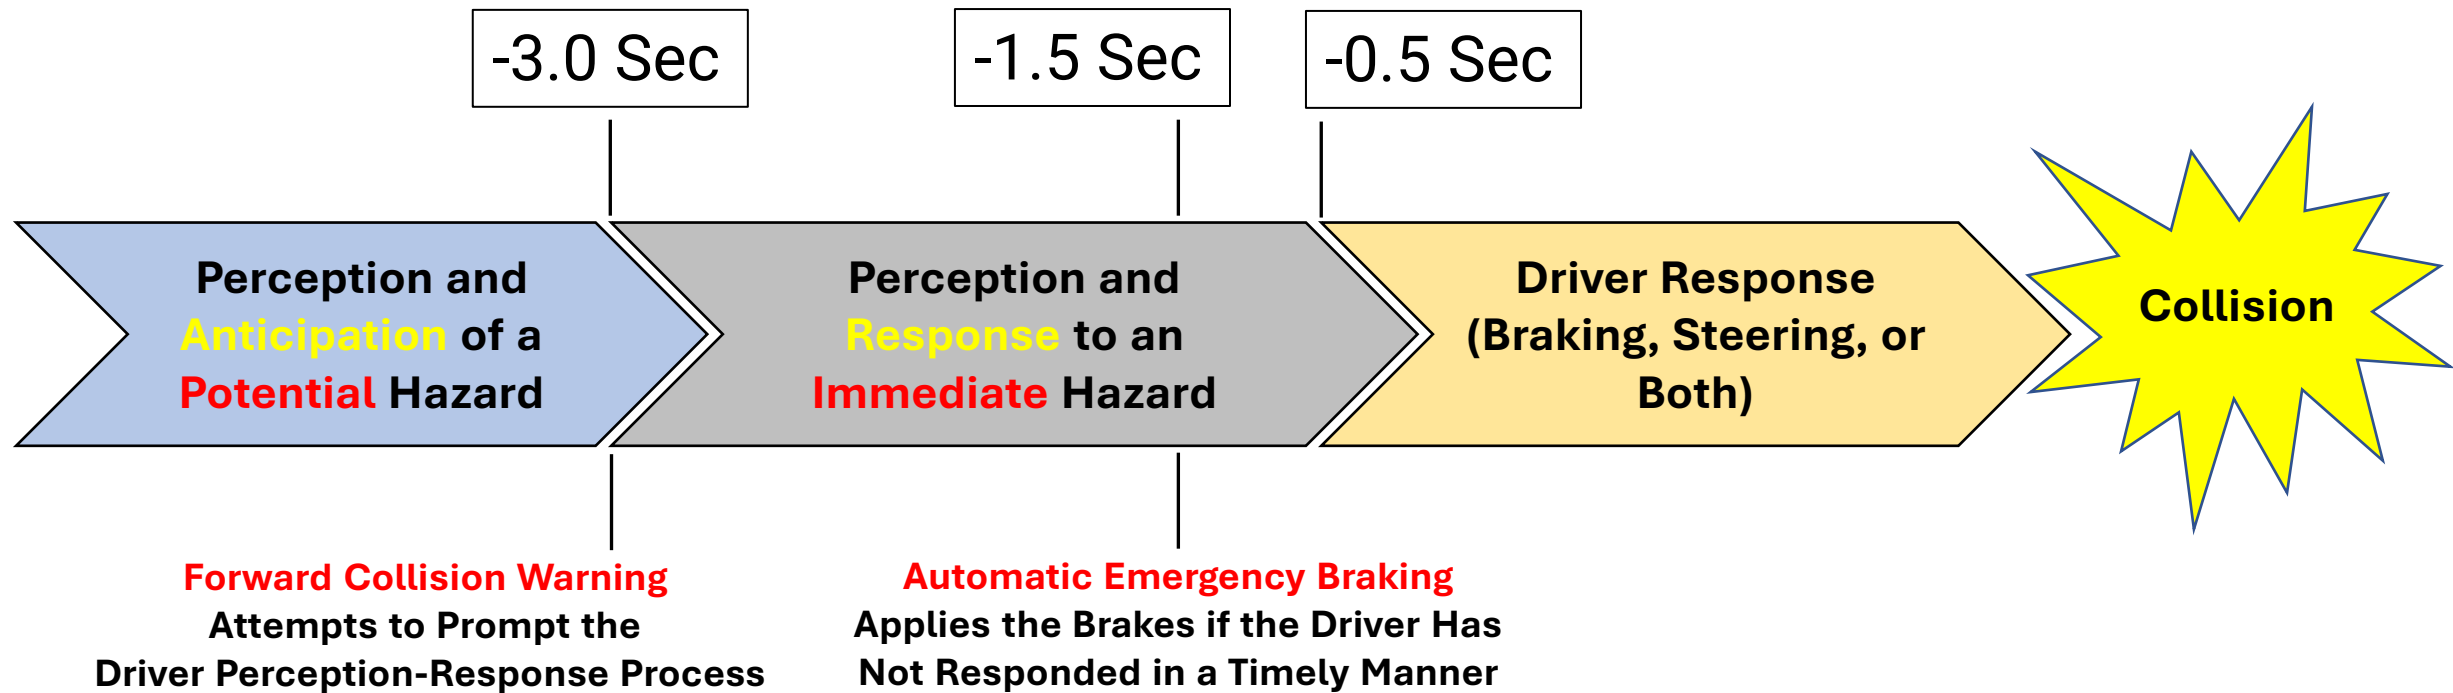 -3.0 Sec
-1.5 Sec
-0.5 Sec
Perception and
Anticipation of a
Potential Hazard
Perception and
Response to an
Immediate Hazard
Driver Response
(Braking, Steering, or
Both)
Collision
Forward Collision Warning
Attempts to Prompt the
Driver Perception-Response Process
Automatic Emergency Braking
Applies the Brakes if the Driver Has
Not Responded in a Timely Manner